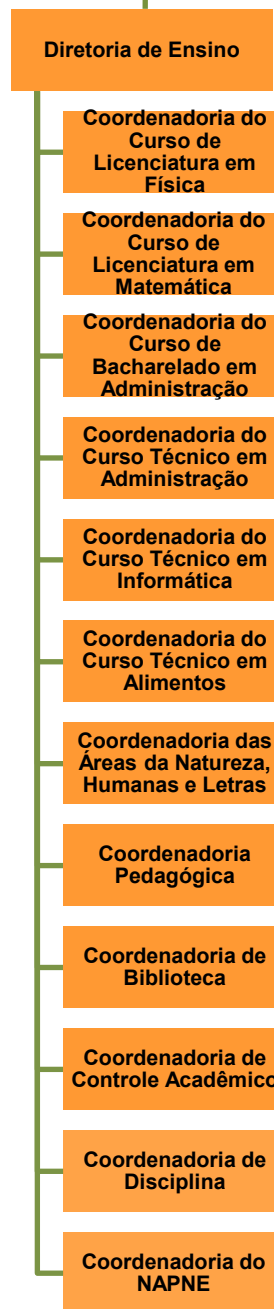 Diretoria de Ensino
Coordenadoria do
Curso de
Licenciatura em
Física
Coordenadoria do
Curso de
Licenciatura em
Matemática
Coordenadoria do
Curso de
Bacharelado em
Administração
Coordenadoria do
Curso Técnico em
Administração
Coordenadoria do
Curso Técnico em
Informática
Coordenadoria do
Curso Técnico em
Alimentos
Coordenadoria das
Áreas da Natureza,
Humanas e Letras
Coordenadoria
Pedagógica
Coordenadoria de
Biblioteca
Coordenadoria de
Controle Acadêmico
Coordenadoria de
Disciplina
Coordenadoria do
NAPNE